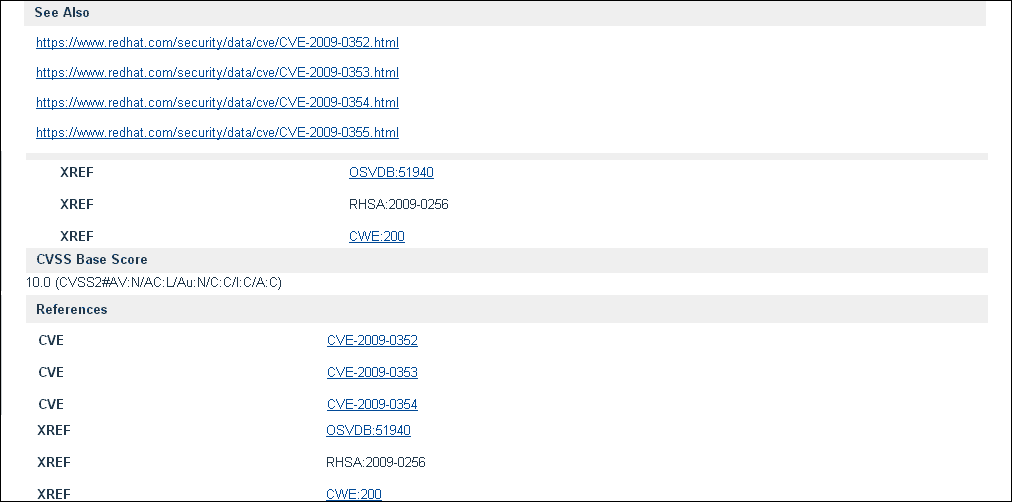 See Also
https://www.redhat.com/security/data/cve/CVE-2009-0352.html
https://www.redhat.com/security/data/cve/CVE-2009-0353.html
https://www.redhat.com/security/data/cve/CVE-2009-0354.html
https://www.redhat.com/security/data/cve/CVE-2009-0355.html
XREF OSVDB:51940
XREF RHSA:2009-0256
XREF CWE:200
CVSS Base Score
10.0 (CVSS2#AV:N/AC:L/Au:N/C:C/I:C/A:C)
References
CVE CVE-2009-0352
CVE CVE-2009-0353
CVE CVE-2009-0354
XREF OSVDB:51940
XREF RHSA:2009-0256
XREF CWE:200